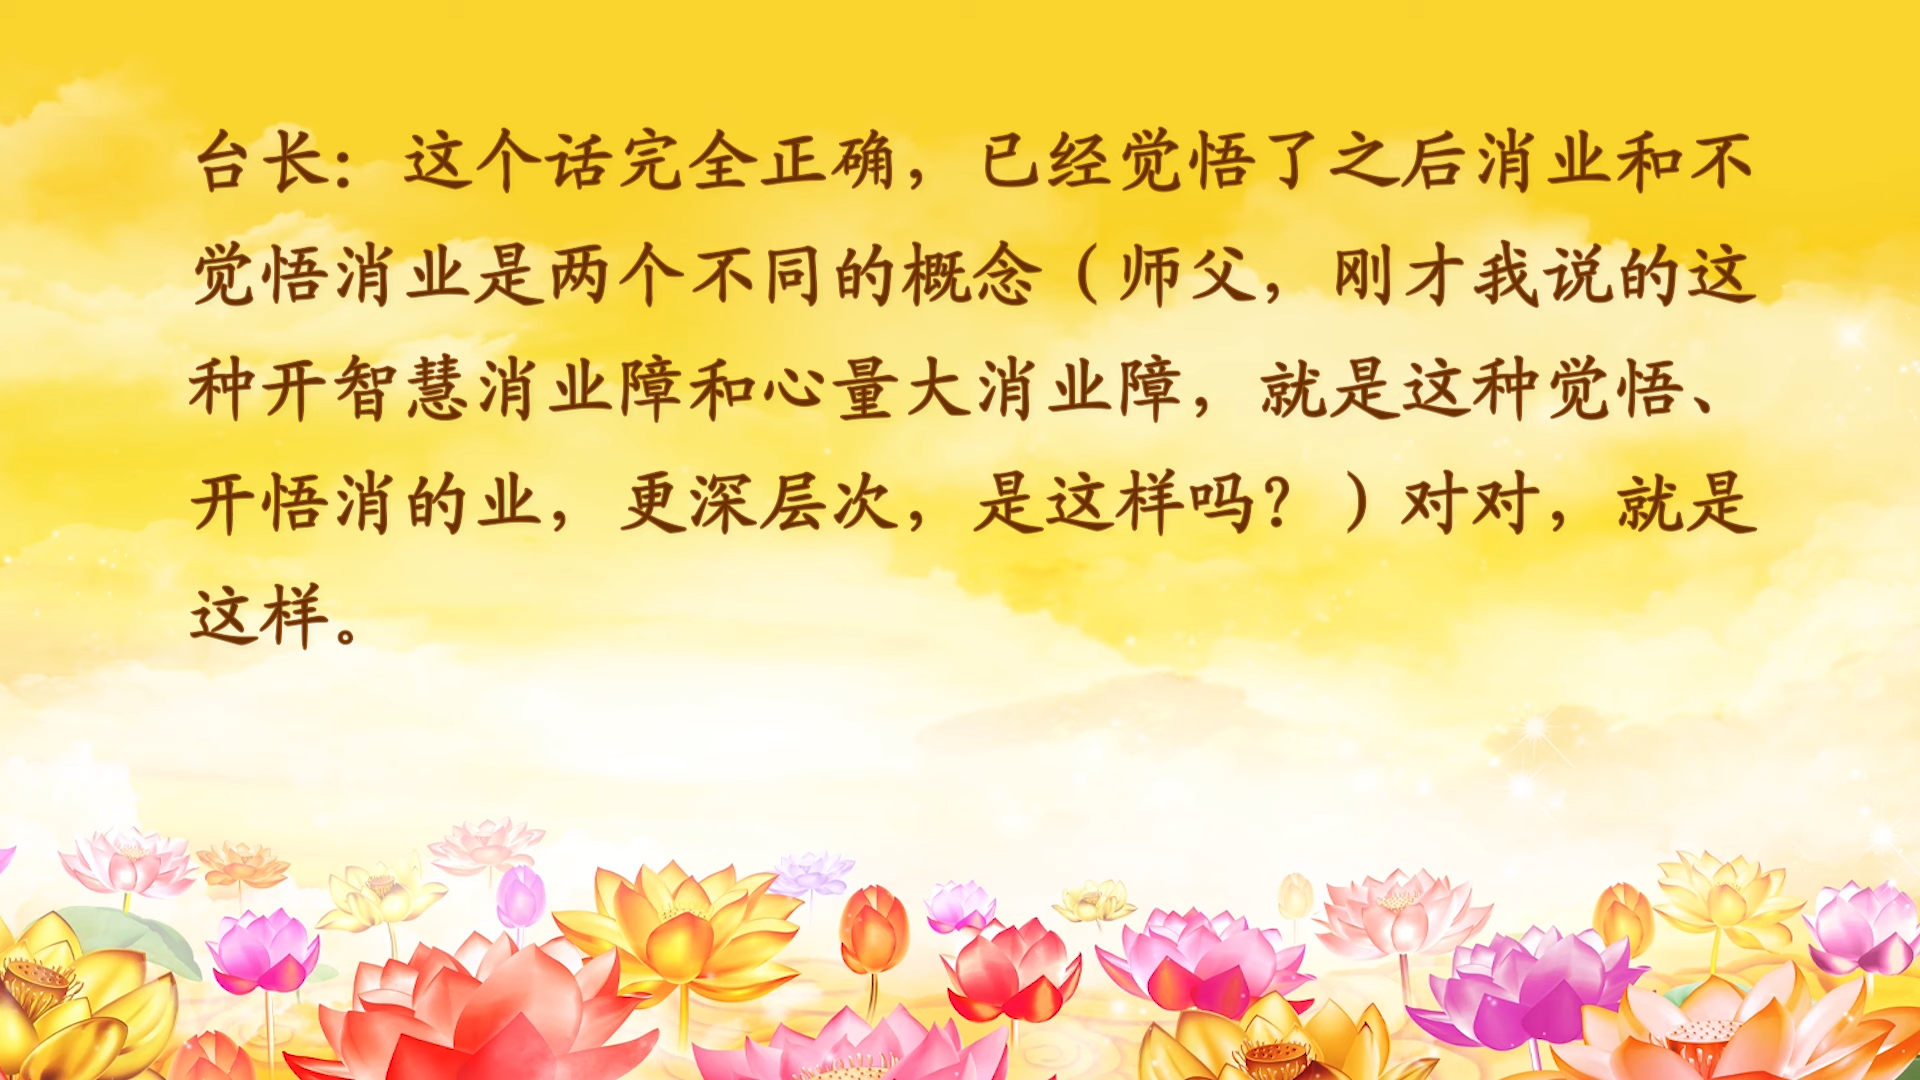 台长：这个话完全正确，已经觉悟了之后消业和不
觉悟消业是两个不同的概念（师父，刚才我说的这
种开智慧消业障和心量大消业障，就是这种觉悟、
开悟消的业，更深层次，是这样吗？）对对，就是
这样。